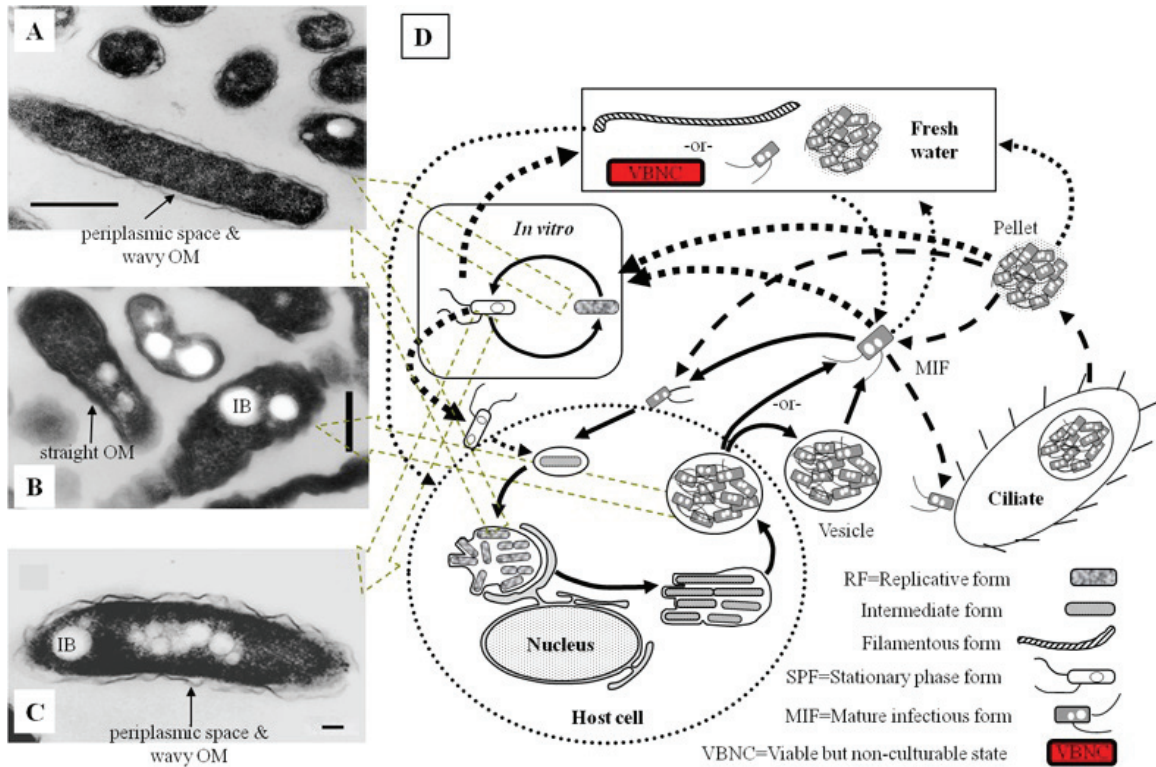 A
periplasmic space &
wavy OM
B
IB
straight OM
C
IB
periplasmic space &
wavy OM
D
-or-
VBNC
Fresh
water
In vitro
Pellet
MIF
-or-
Vesicle
Ciliate
Nucleus
Host cell
RF=Replicative form
Intermediate form
Filamentous form
SPF=Stationary phase form
MIF=Mature infectious form
VBNC=Viable but non-culturable state
VBNC